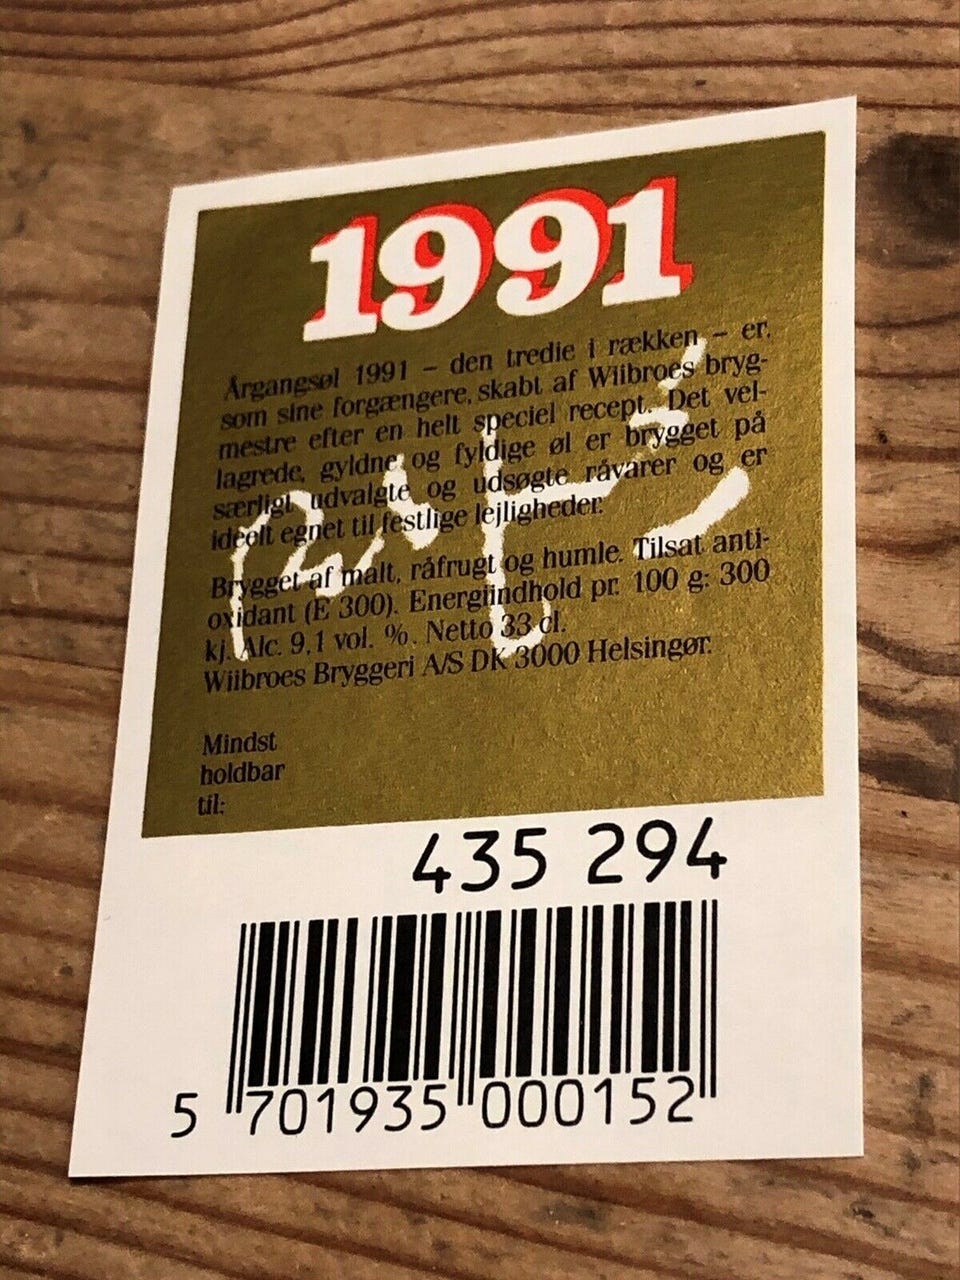 1991
Årgangsøl 1991 – den tredie i rækken – er,
som sine forgængere, skabt af Wiibroes bryg-
mestre efter en helt speciel recept. Det vel-
lagrede, gyldne og fyldige øl er brygget på
særligt udvalgte og udsøgte råvarer og er
ideelt egnet til festlige lejligheder.
Brygget af malt, råfrugt og humle. Tilsat anti-
oxidant (E 300). Energiindhold pr. 100 g: 300
kj. Alc. 9,1 vol. %. Netto 33 cl.
Wiibroes Bryggeri A/S DK 3000 Helsingør.
Mindst
holdbar
til:
435 294
5 701935 000152